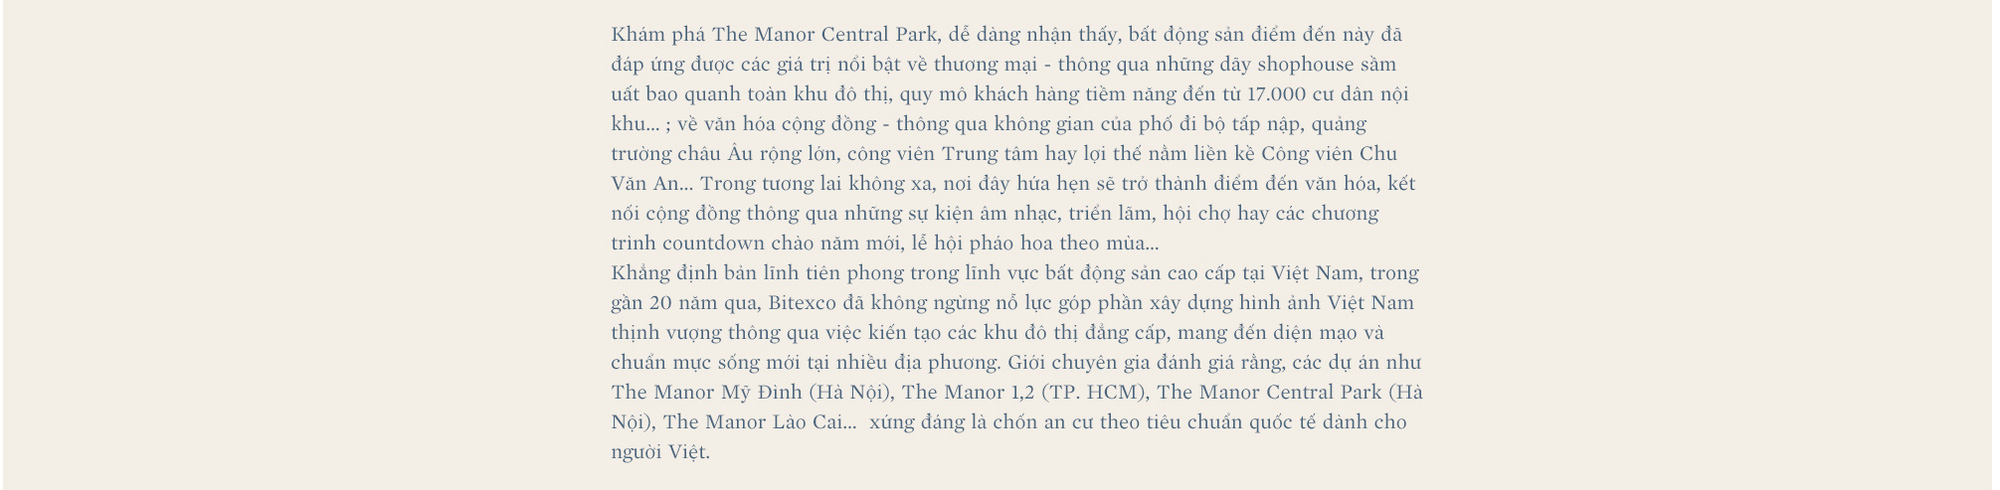 Khám phá The Manor Central Park, dễ dàng nhận thấy, bất động sản điểm đến này đã
đáp ứng được các giá trị nổi bật về thương mại - thông qua những dãy shophouse sầm
uất bao quanh toàn khu đô thị, quy mô khách hàng tiềm năng đến từ 17.000 cư dân nội
khu... ; về văn hóa cộng đồng - thông qua không gian của phố đi bộ tấp nập, quảng
trường châu Âu rộng lớn, công viên Trung tâm hay lợi thế nằm liền kề Công viên Chu
Văn An... Trong tương lai không xa, nơi đây hứa hẹn sẽ trở thành điểm đến văn hóa, kết
nối cộng đồng thông qua những sự kiện âm nhạc, triển lãm, hội chợ hay các chương
trình countdown chào năm mới, lễ hội pháo hoa theo mùa...
Khẳng định bản lĩnh tiên phong trong lĩnh vực bất động sản cao cấp tại Việt Nam, trong
gần 20 năm qua, Bitexco đã không ngừng nỗ lực góp phần xây dựng hình ảnh Việt Nam
thịnh vượng thông qua việc kiến tạo các khu đô thị đẳng cấp, mang đến diện mạo và
chuẩn mực sống mới tại nhiều địa phương. Giới chuyên gia đánh giá rằng, các dự án như
The Manor Mỹ Đình (Hà Nội), The Manor 1,2 (TP. HCM), The Manor Central Park (Hà
Nội), The Manor Lào Cai...  xứng đáng là chốn an cư theo tiêu chuẩn quốc tế dành cho
người Việt.